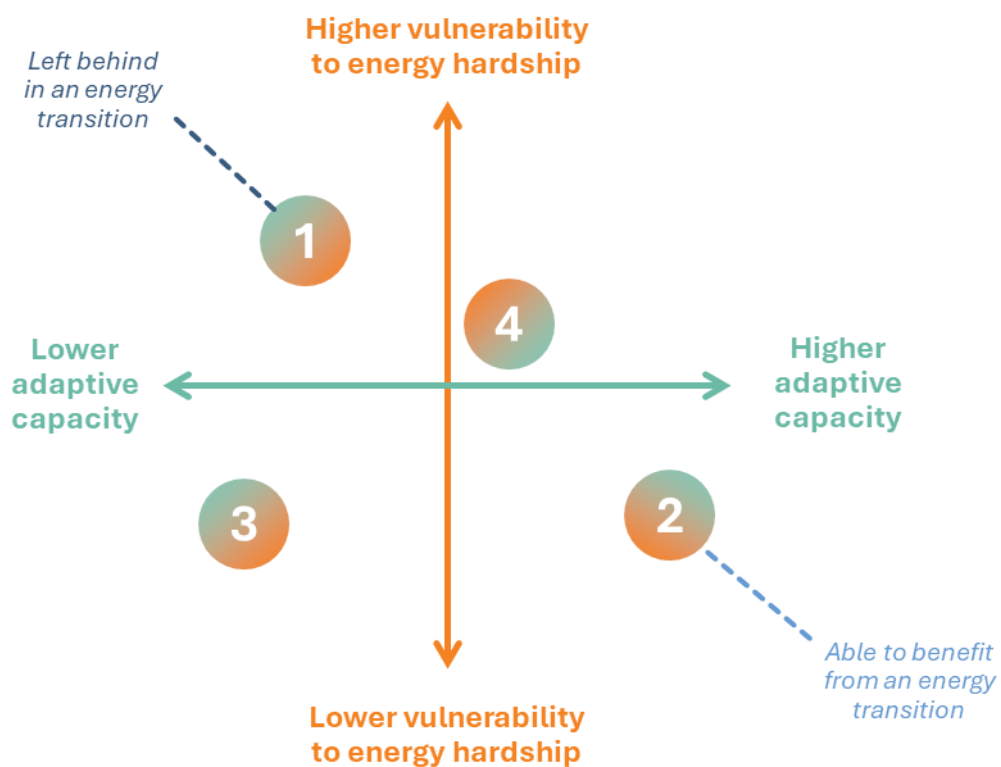 Higher vulnerability
to energy hardship
Left behind
in an energy
transition
1
4
Lower
adaptive
capacity
Higher
adaptive
capacity
3
2
Able to benefit
from an energy
transition
Lower vulnerability
to energy hardship